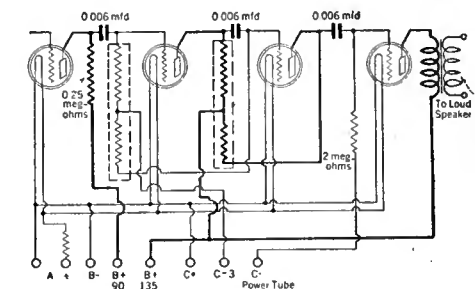 0.006 mfd
0.006 mfd
0.006 mfd
0.25
meg-
ohms
2 meg.
ohms
To Loud
Speaker
A + B- B+ B+ C+ C-3 C-
90 135 Power Tube